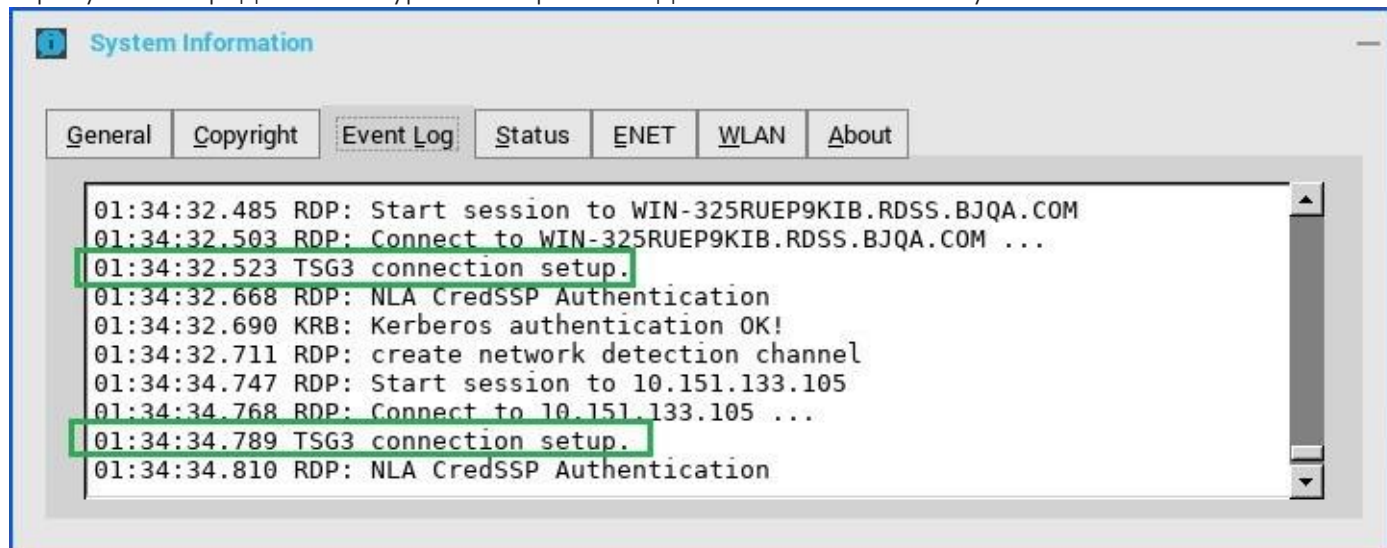 System Information
General Copyright Event Log Status ENET WLAN About
01:34:32.485 RDP: Start session to WIN-325RUEP9KIB.RDSS.BJQA.COM
01:34:32.503 RDP: Connect to WIN-325RUEP9KIB.RDSS.BJQA.COM ...
01:34:32.523 TSG3 connection setup.
01:34:32.668 RDP: NLA CredSSP Authentication
01:34:32.690 KRB: Kerberos authentication OK!
01:34:32.711 RDP: create network detection channel
01:34:34.747 RDP: Start session to 10.151.133.105
01:34:34.768 RDP: Connect to 10.151.133.105 ...
01:34:34.789 TSG3 connection setup.
01:34:34.810 RDP: NLA CredSSP Authentication